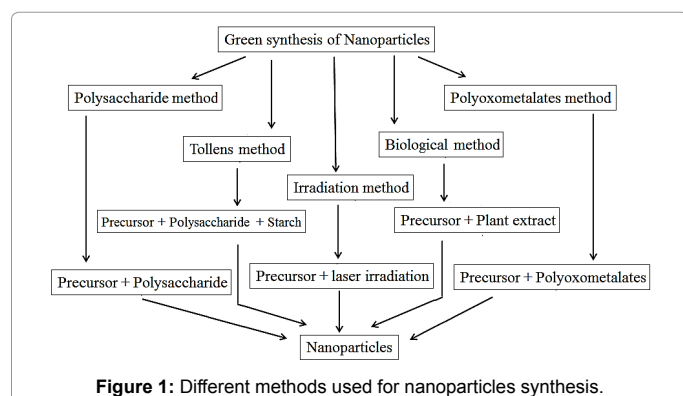 Green synthesis of Nanoparticles
Polysaccharide method
Polyoxometalates method
Tollens method
Biological method
Irradiation method
Precursor + Polysaccharide + Starch
Precursor + Plant extract
Precursor + Polysaccharide
Precursor + laser irradiation
Precursor + Polyoxometalates
Nanoparticles
Figure 1: Different methods used for nanoparticles synthesis.